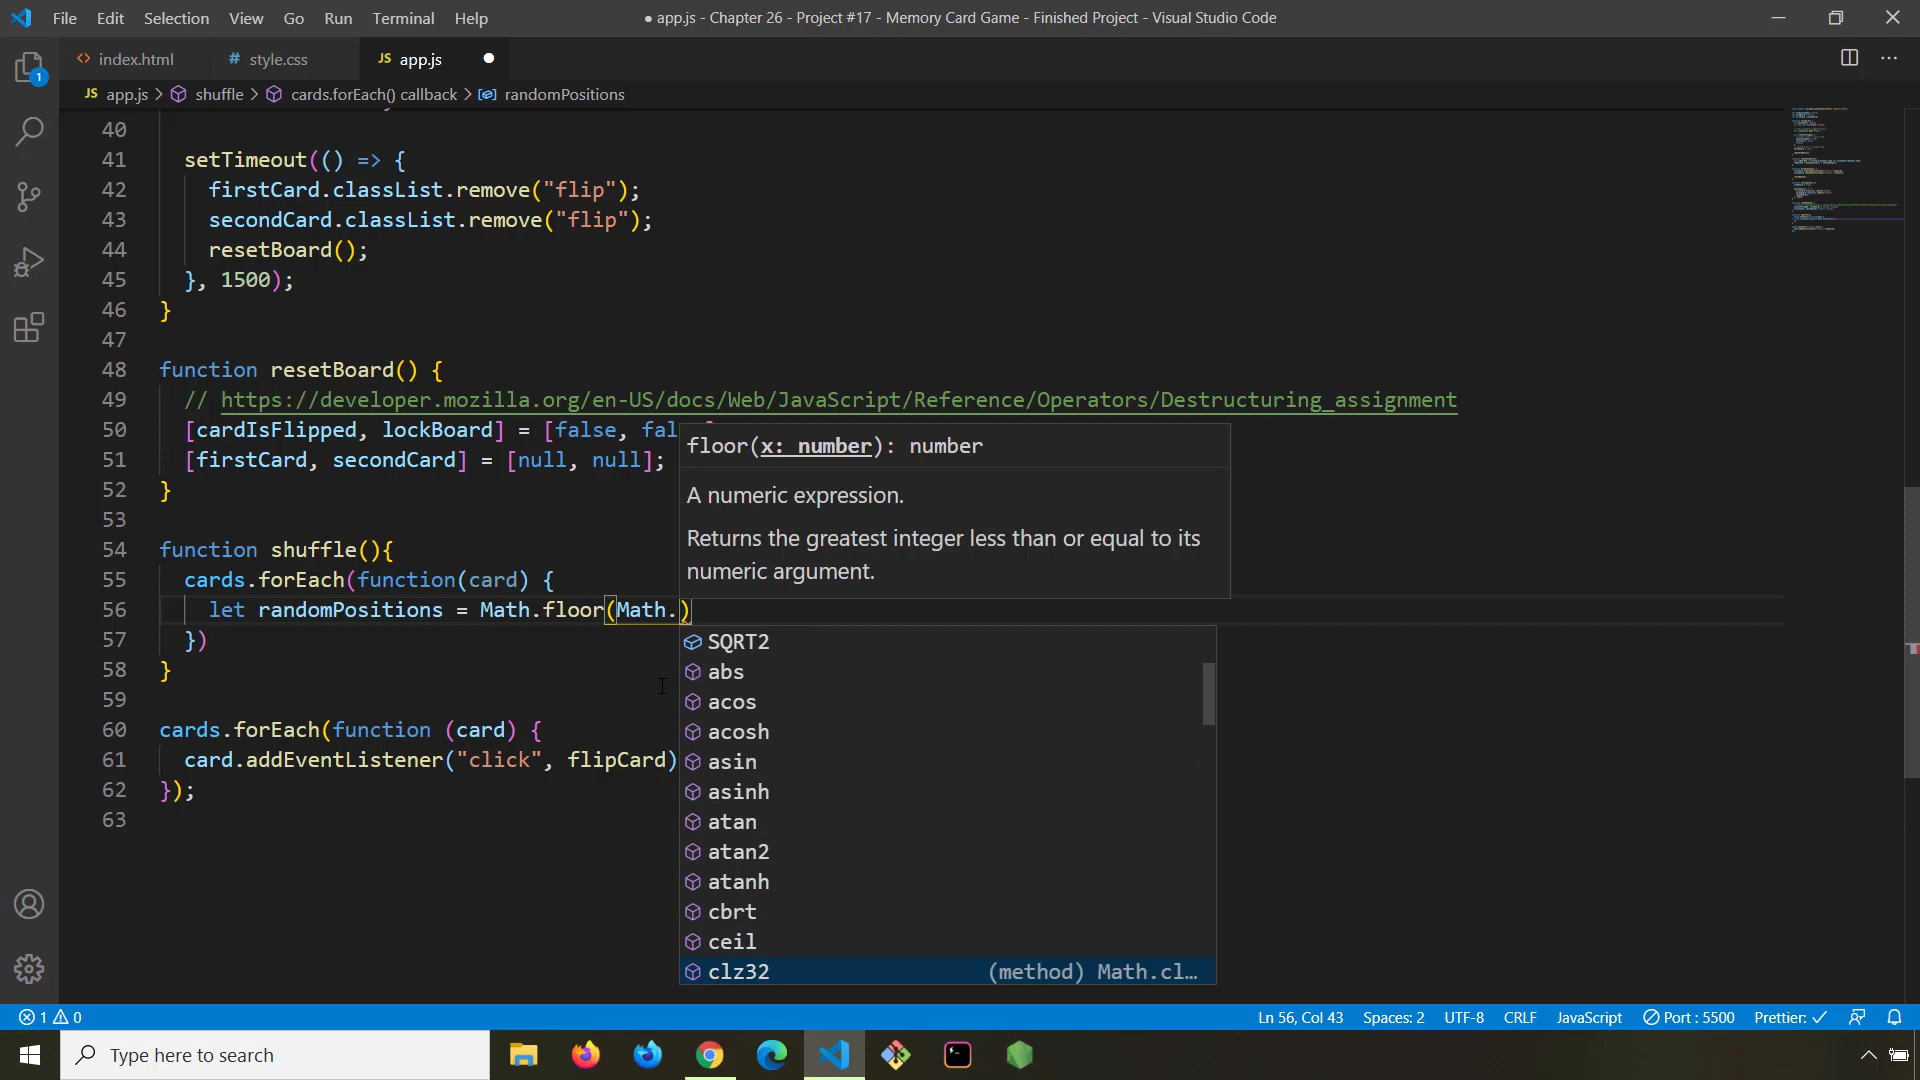 File Edit Selection View Go Run Terminal Help
● app.js - Chapter 26 - Project #17 - Memory Card Game - Finished Project - Visual Studio Code
<> index.html # style.css JS app.js ●
JS app.js > shuffle > cards.forEach() callback > randomPositions
1
40
41 setTimeout(() => {
42 firstCard.classList.remove("flip");
43 secondCard.classList.remove("flip");
44 resetBoard();
45 }, 1500);
46 }
47
48 function resetBoard() {
49 // https://developer.mozilla.org/en-US/docs/Web/JavaScript/Reference/Operators/Destructuring_assignment
50 [cardIsFlipped, lockBoard] = [false, fal
51 [firstCard, secondCard] = [null, null];
52 }
53
54 function shuffle(){
55 cards.forEach(function(card) {
56 let randomPositions = Math.floor(Math.)
57 })
58 }
59
60 cards.forEach(function (card) {
61 card.addEventListener("click", flipCard)
62 });
63
floor(x: number): number
A numeric expression.
Returns the greatest integer less than or equal to its
numeric argument.
SQRT2
abs
acos
acosh
asin
asinh
atan
atan2
atanh
cbrt
ceil
clz32 (method) Math.cl…
1 0 Ln 56, Col 43 Spaces: 2 UTF-8 CRLF JavaScript Port : 5500 Prettier: ✓
Type here to search